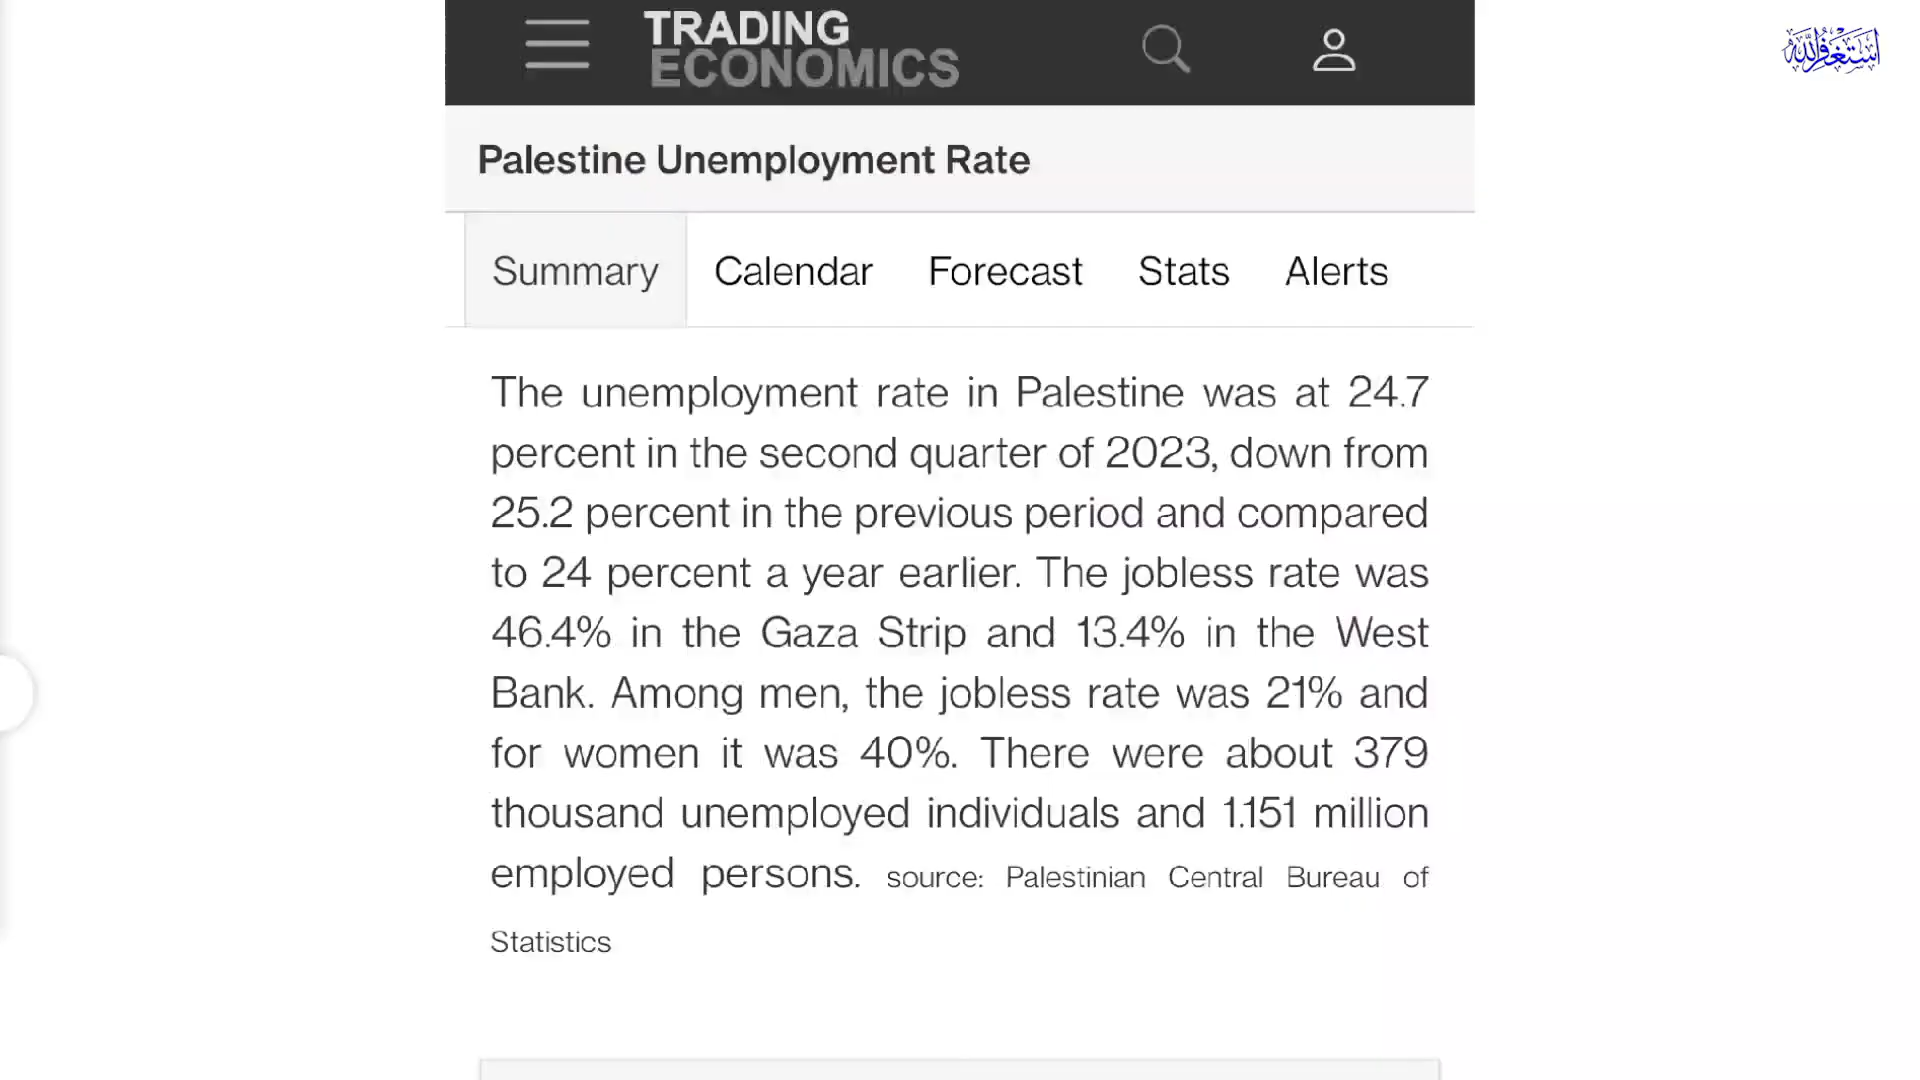 TRADING
ECONOMICS
أستغفر الله
Palestine Unemployment Rate
Summary Calendar Forecast Stats Alerts
The unemployment rate in Palestine was at 24.7
percent in the second quarter of 2023, down from
25.2 percent in the previous period and compared
to 24 percent a year earlier. The jobless rate was
46.4% in the Gaza Strip and 13.4% in the West
Bank. Among men, the jobless rate was 21% and
for women it was 40%. There were about 379
thousand unemployed individuals and 1.151 million
employed persons. source: Palestinian Central Bureau of
Statistics